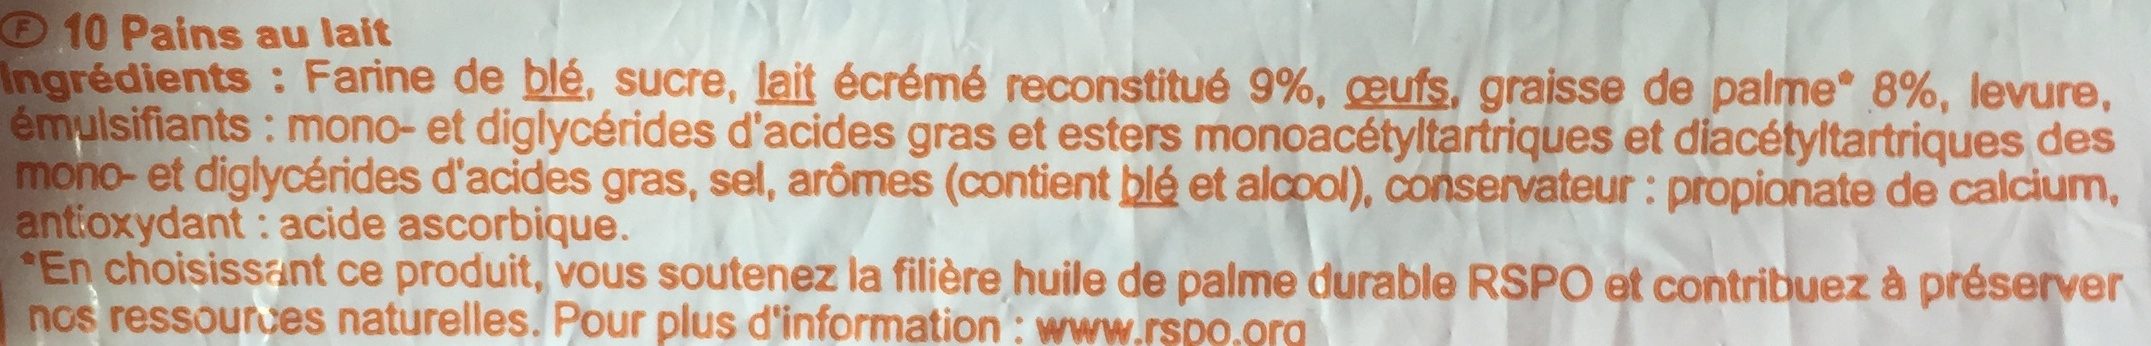 F 10 Pains au lait
Ingrédients : Farine de blé, sucre, lait écrémé reconstitué 9%, œufs, graisse de palme* 8%, levure,
émulsifiants : mono- et diglycérides d'acides gras et esters monoacétyltartriques et diacétyltartriques des
mono- et diglycérides d'acides gras, sel, arômes (contient blé et alcool), conservateur : propionate de calcium,
antioxydant : acide ascorbique.
*En choisissant ce produit, vous soutenez la filière huile de palme durable RSPO et contribuez à préserver
nos ressources naturelles. Pour plus d'information : www.rspo.org